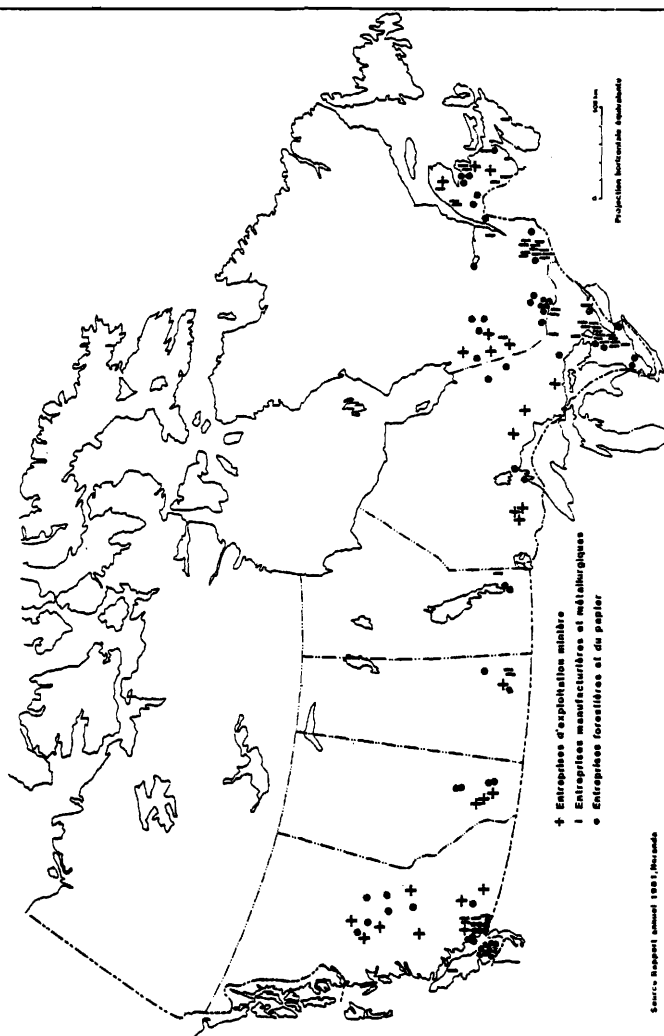 + Entreprises d'exploitation minière
I Entreprises manufacturières et métallurgiques
● Entreprises forestières et du papier
0
Projection horizontale équivalente
Source Rapport annuel 1981, Noranda